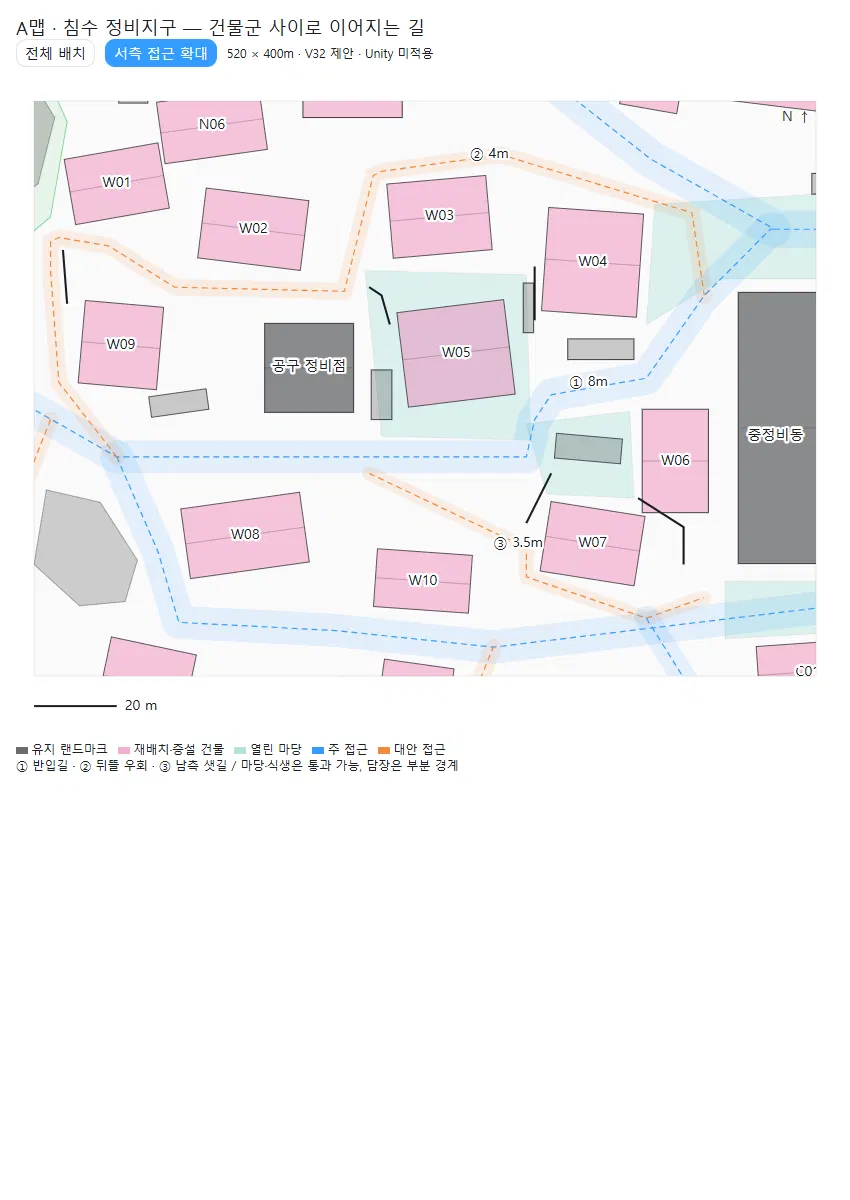 A맵 · 침수 정비지구 — 건물군 사이로 이어지는 길
전체 배치 서측 접근 확대 520 × 400m · V32 제안 · Unity 미적용
N ↑
N06
② 4m
W01
W03
W02
W04
W09
W05
공구 정비점
① 8m
중정비동
W06
W08
③ 3.5m
W07
W10
C01
20 m
유지 랜드마크 재배치·증설 건물 열린 마당 주 접근 대안 접근
① 반입길 · ② 뒤뜰 우회 · ③ 남측 샛길 / 마당·식생은 통과 가능, 담장은 부분 경계